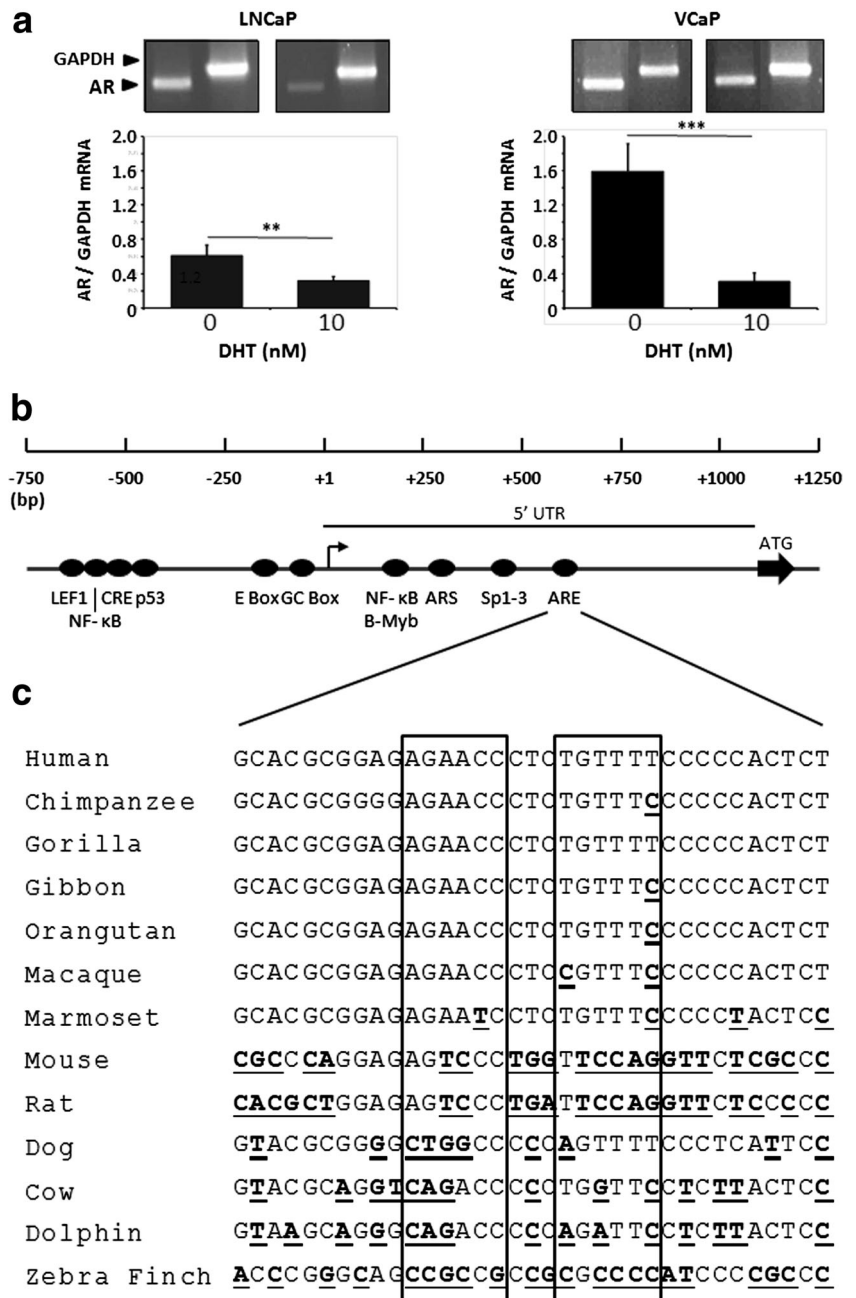 a
LNCaP
VCaP
GAPDH
AR
AR / GAPDH mRNA
2.0
1.6
1.2
0.8
0.4
0
**
1.2
0 10
DHT (nM)
AR / GAPDH mRNA
2.0
1.6
1.2
0.8
0.4
0
***
0 10
DHT (nM)
b
-750 -500 -250 +1 +250 +500 +750 +1000 +1250
(bp)
5' UTR
ATG
LEF1 | CRE p53 E Box GC Box NF-κB ARS Sp1-3 ARE
NF-κB B-Myb
c
Human GCACGCGGAGAGAACCCTCTGTTTTCCCCCACTCT
Chimpanzee GCACGCGGGGAGAACCCTCTGTTTCCCCCCACTCT
Gorilla GCACGCGGAGAGAACCCTCTGTTTTCCCCCACTCT
Gibbon GCACGCGGAGAGAACCCTCTGTTTCCCCCCACTCT
Orangutan GCACGCGGAGAGAACCCTCTGTTTCCCCCCACTCT
Macaque GCACGCGGAGAGAACCCTCCGTTTCCCCCCACTCT
Marmoset GCACGCGGAGAGAATCCTCTGTTTCCCCCTACTCC
Mouse CGCCCAGGAGAGTCCCTGGTTCCAGGTTCTCGCCC
Rat CACGCTGGAGAGTCCCTGATTCCAGGTTCTCCCCC
Dog GTACGCGGGGCTGGCCCCCAGTTTTCCCTCATTCC
Cow GTACGCAGGTCAGACCCCCTGGTTCCTCTTACTCC
Dolphin GTAAGCAGGGCAGACCCCCAGATTCCTCTTACTCC
Zebra Finch ACCCGGGCAGCCGCCGCCGCGCCCCATCCCCGCCC